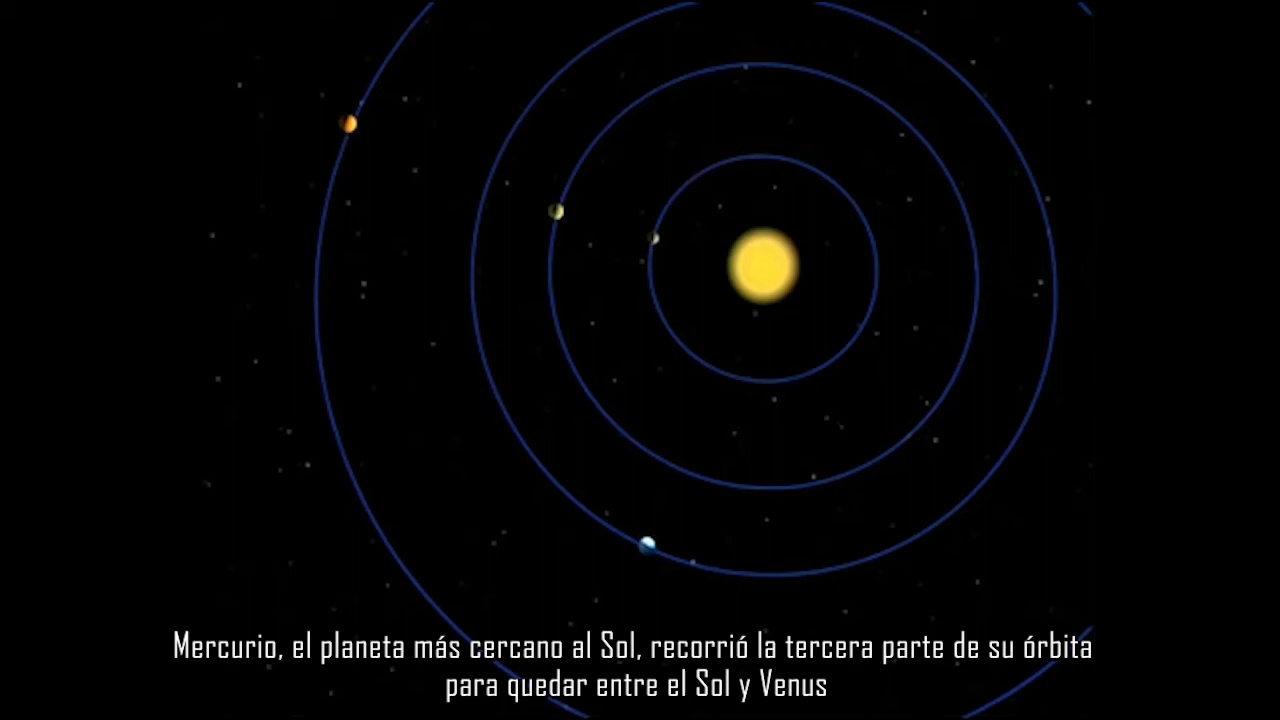 Mercurio, el planeta más cercano al Sol, recorrió la tercera parte de su órbita
para quedar entre el Sol y Venus